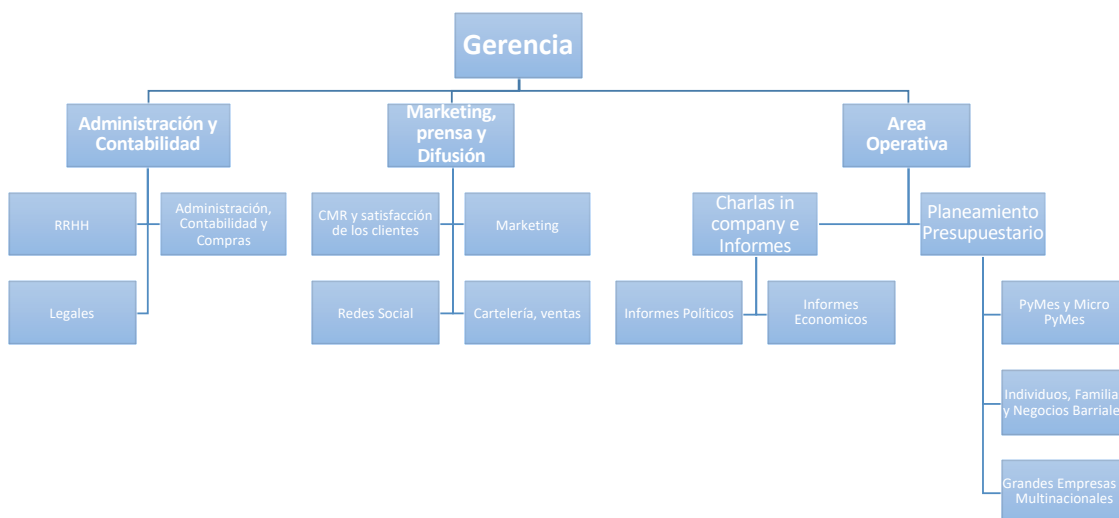 Gerencia
Administración y
Contabilidad
Marketing,
prensa y
Difusión
Area
Operativa
RRHH
Administración,
Contabilidad y
Compras
Legales
CMR y satisfacción
de los clientes
Marketing
Redes Social
Cartelería, ventas
Charlas in
company e
Informes
Planeamiento
Presupuestario
Informes Políticos
Informes
Economicos
PyMes y Micro
PyMes
Individuos, Familia
y Negocios Barriale
Grandes Empresas
Multinacionales